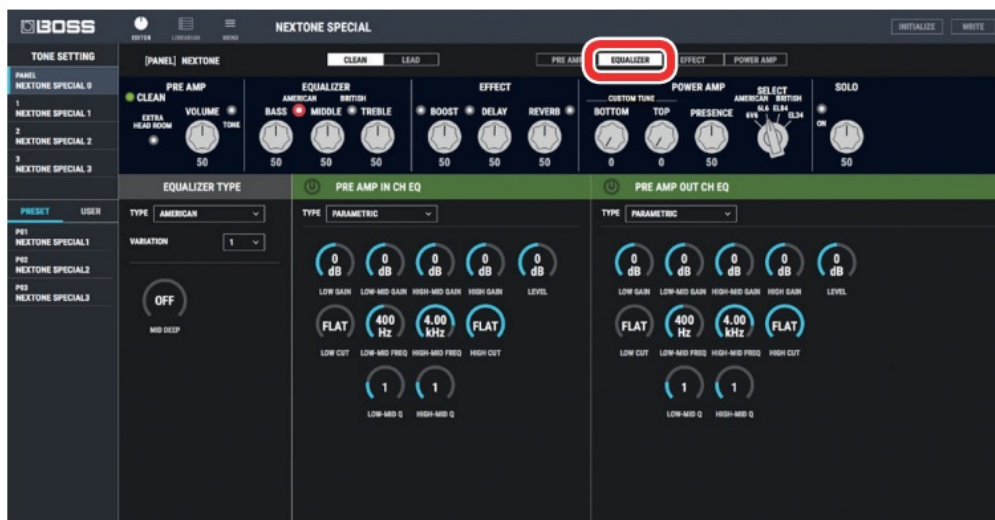 BOSS
EDITOR LIBRARIAN MENU
NEXTONE SPECIAL
INITIALIZE WRITE
TONE SETTING
[PANEL] NEXTONE
CLEAN LEAD
PRE AMP EQUALIZER EFFECT POWER AMP
PANEL
NEXTONE SPECIAL 0
1
NEXTONE SPECIAL 1
2
NEXTONE SPECIAL 2
3
NEXTONE SPECIAL 3
PRESET USER
P01
NEXTONE SPECIAL1
P02
NEXTONE SPECIAL2
P03
NEXTONE SPECIAL3
PRE AMP
CLEAN
EXTRA
HEAD ROOM
VOLUME
TONE
50
EQUALIZER
AMERICAN BRITISH
BASS MIDDLE TREBLE
50 50 50
EFFECT
BOOST DELAY REVERB
50 50 50
POWER AMP
CUSTOM TUNE
BOTTOM TOP PRESENCE
0 0 50
SELECT
AMERICAN BRITISH
6V6 6L6 EL84 EL34
SOLO
ON
50
EQUALIZER TYPE
TYPE AMERICAN
VARIATION 1
OFF
MID DEEP
PRE AMP IN CH EQ
TYPE PARAMETRIC
0 dB 0 dB 0 dB 0 dB 0 dB
LOW GAIN LOW-MID GAIN HIGH-MID GAIN HIGH GAIN LEVEL
FLAT 400 Hz 4.00 kHz FLAT
LOW CUT LOW-MID FREQ HIGH-MID FREQ HIGH CUT
1 1
LOW-MID Q HIGH-MID Q
PRE AMP OUT CH EQ
TYPE PARAMETRIC
0 dB 0 dB 0 dB 0 dB 0 dB
LOW GAIN LOW-MID GAIN HIGH-MID GAIN HIGH GAIN LEVEL
FLAT 400 Hz 4.00 kHz FLAT
LOW CUT LOW-MID FREQ HIGH-MID FREQ HIGH CUT
1 1
LOW-MID Q HIGH-MID Q